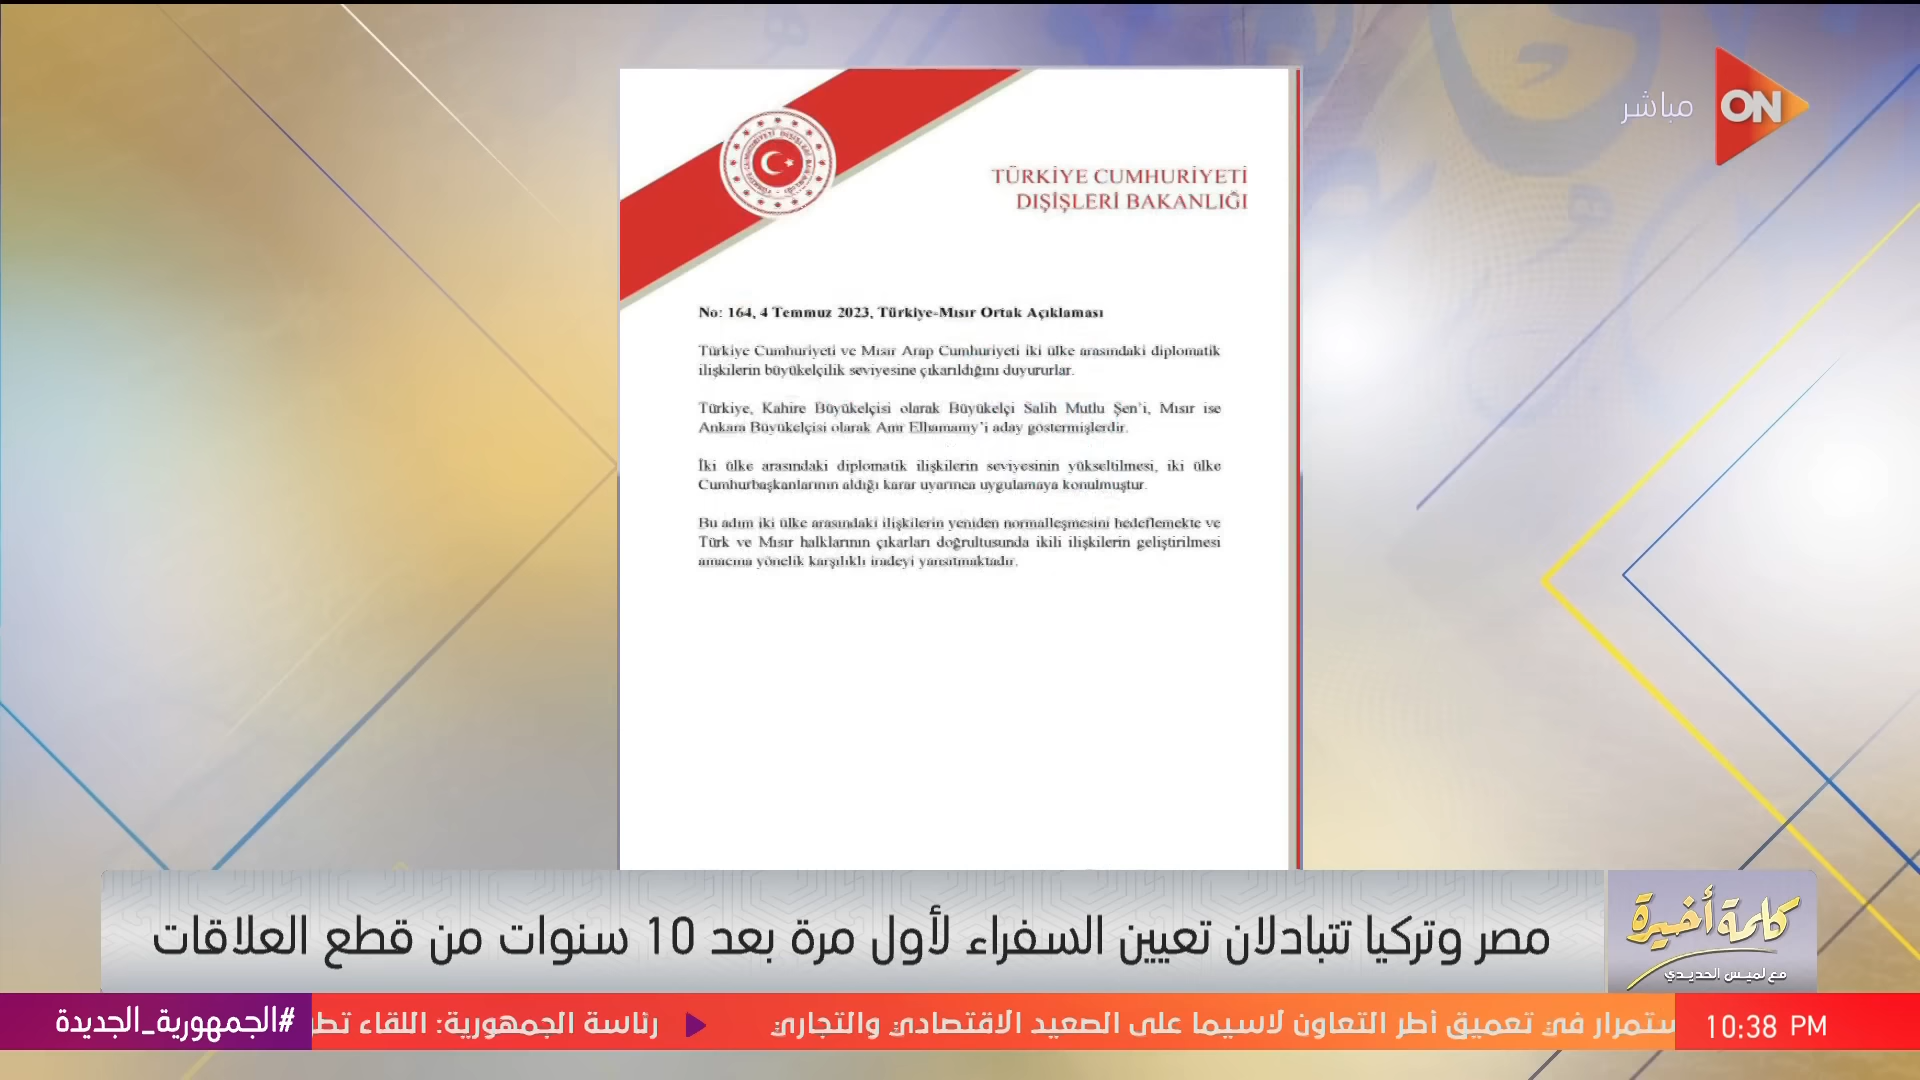 مباشر
ON
TÜRKİYE CUMHURİYETİ
DIŞİŞLERİ BAKANLIĞI
No: 164, 4 Temmuz 2023, Türkiye-Mısır Ortak Açıklaması
Türkiye Cumhuriyeti ve Mısır Arap Cumhuriyeti iki ülke arasındaki diplomatik
ilişkilerin büyükelçilik seviyesine çıkarıldığını duyururlar.
Türkiye, Kahire Büyükelçisi olarak Büyükelçi Salih Mutlu Şen’i, Mısır ise
Ankara Büyükelçisi olarak Amr Elhamamy’i aday göstermişlerdir.
İki ülke arasındaki diplomatik ilişkilerin seviyesinin yükseltilmesi, iki ülke
Cumhurbaşkanlarının aldığı karar uyarınca uygulamaya konulmuştur.
Bu adım iki ülke arasındaki ilişkilerin yeniden normalleşmesini hedeflemekte ve
Türk ve Mısır halklarının çıkarları doğrultusunda ikili ilişkilerin geliştirilmesi
amacına yönelik karşılıklı iradeyi yansıtmaktadır.
كلمة أخيرة
مع لميس الحديدي
مصر وتركيا تتبادلان تعيين السفراء لأول مرة بعد 10 سنوات من قطع العلاقات
10:38 PM
ستمرار في تعميق أطر التعاون لاسيما على الصعيد الاقتصادي والتجاري ◀ رئاسة الجمهورية: اللقاء تط
#الجمهورية_الجديدة